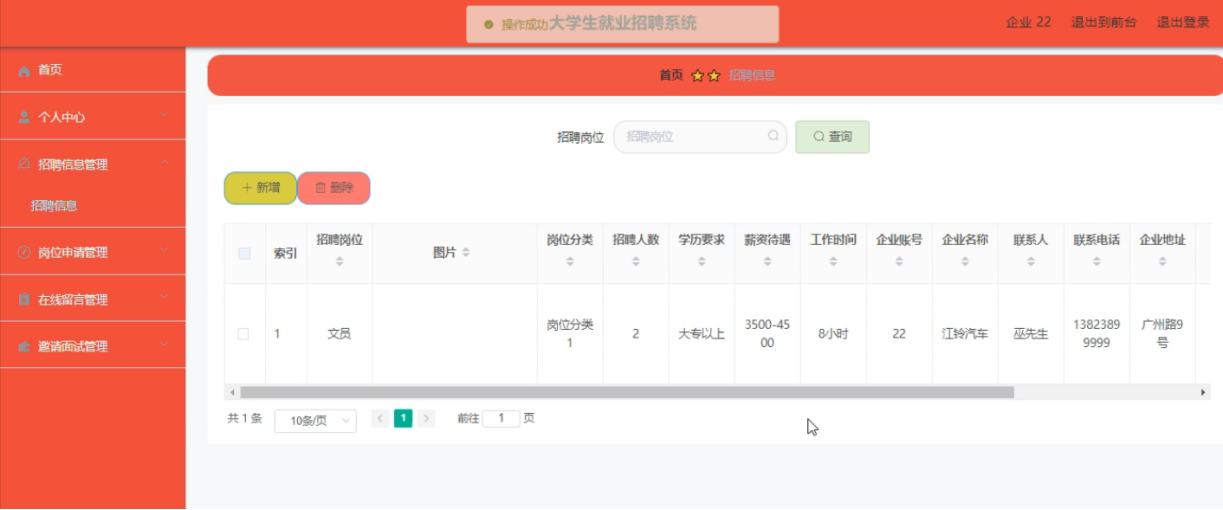 操作成功大学生就业招聘系统
企业 22 退出到前台 退出登录
首页
个人中心
招聘信息管理
招聘信息
岗位申请管理
在线留言管理
邀请面试管理
首页 招聘信息
招聘岗位 招聘岗位 查询
新增 删除
索引 招聘岗位 图片 岗位分类 招聘人数 学历要求 薪资待遇 工作时间 企业账号 企业名称 联系人 联系电话 企业地址
1 文员 岗位分类 2 大专以上 3500-45 8小时 22 江铃汽车 巫先生 1382389 广州路9
1 00 9999 号
共 1 条 10条/页 1 前往 1 页